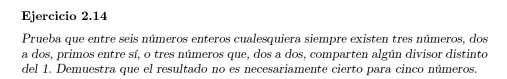 Ejercicio 2.14
Prueba que entre seis números enteros cualesquiera siempre existen tres números, dos
a dos, primos entre sí, o tres números que, dos a dos, comparten algún divisor distinto
del 1. Demuestra que el resultado no es necesariamente cierto para cinco números.